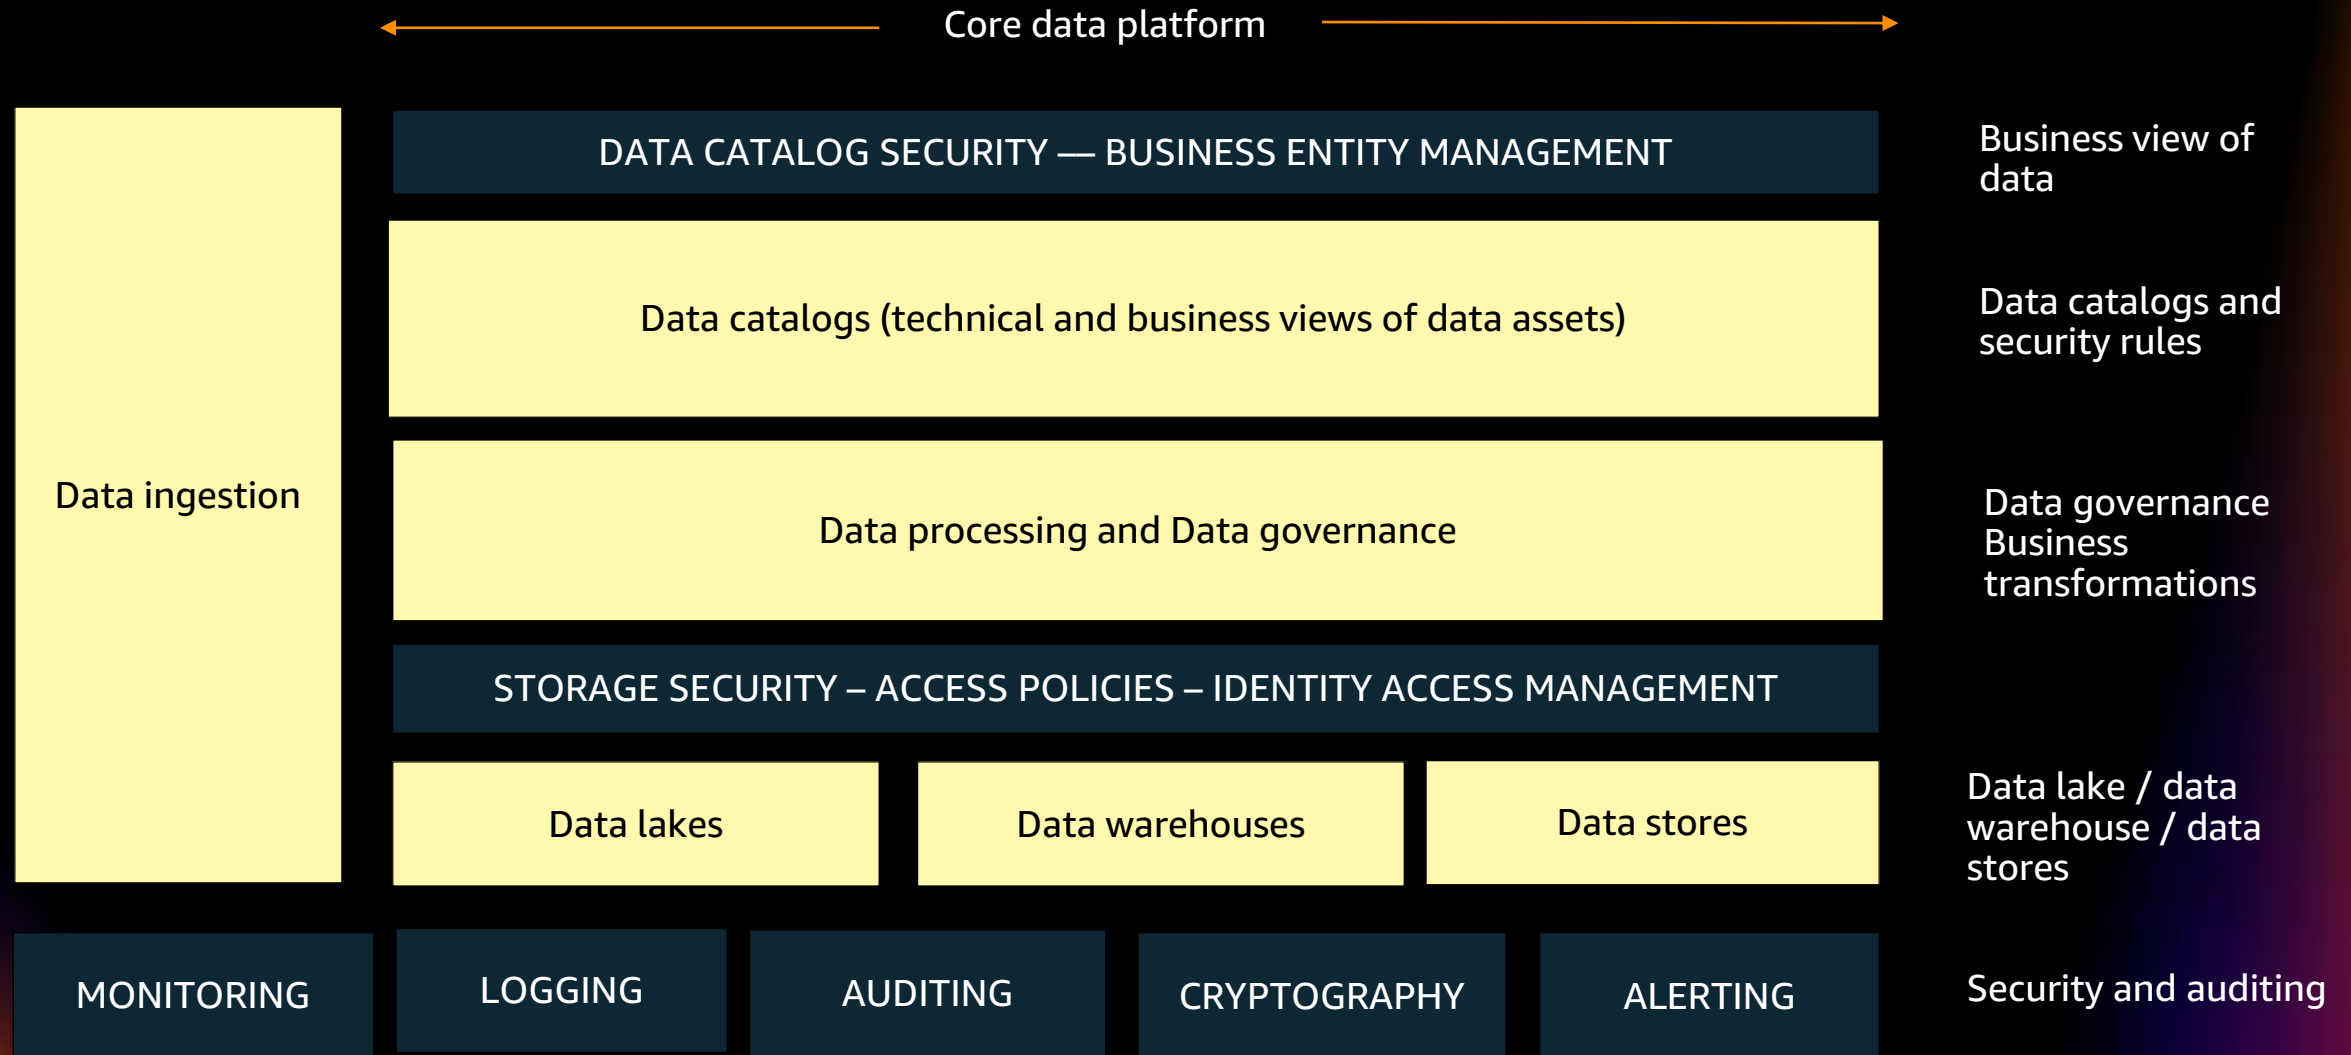 Core data platform
DATA CATALOG SECURITY — BUSINESS ENTITY MANAGEMENT
Business view of
data
Data catalogs (technical and business views of data assets)
Data catalogs and
security rules
Data ingestion
Data processing and Data governance
Data governance
Business
transformations
STORAGE SECURITY – ACCESS POLICIES – IDENTITY ACCESS MANAGEMENT
Data lakes
Data warehouses
Data stores
Data lake / data
warehouse / data
stores
MONITORING
LOGGING
AUDITING
CRYPTOGRAPHY
ALERTING
Security and auditing